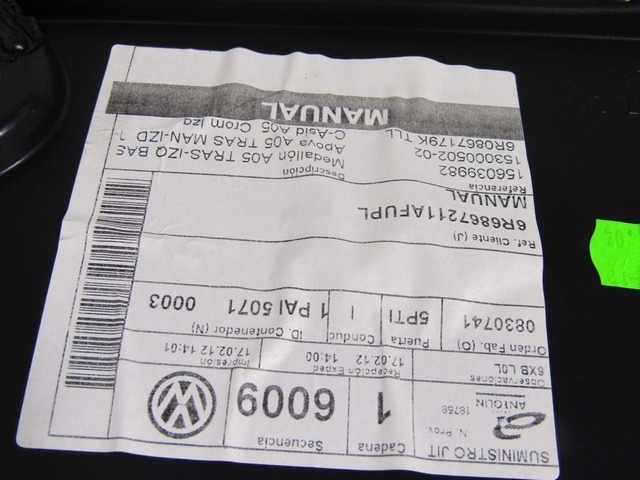 SUMINISTRO JIT
N. Prov
ANTOLIN 18758
Cadena
1
Secuencia
6009
Observaciones
6XB L0L
Recepción Exped
17.02.12 14:00
Impresión
17.02.12 14:01
Orden Fab. (O) Puerta Conduc ID. Contenedor (N)
0830741 5PTI I 1 PAI 5071 0003
Ref. Cliente (J)
6R6867211AFUPL
MANUAL
Referencia Descripción
156039982 Medallón A05 TRAS-IZQ BAS
153000502-02 Apoya A05 TRAS MAN-IZD
6R0867179K TLL C-Asid A05 Crom Izq
MANUAL